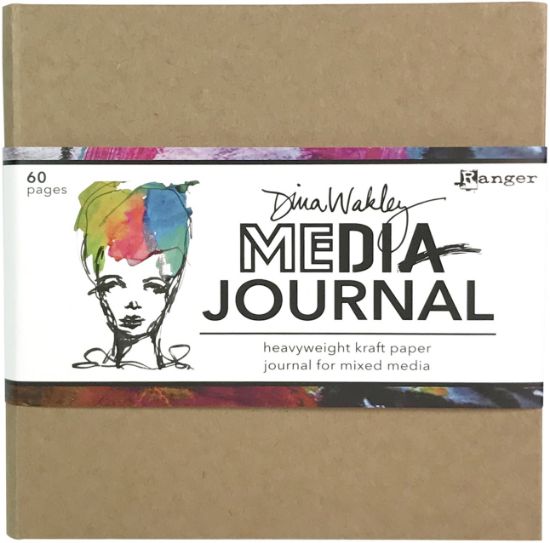 60
pages
Ranger
Dina Wakley
MEDIA
JOURNAL
heavyweight kraft paper
journal for mixed media